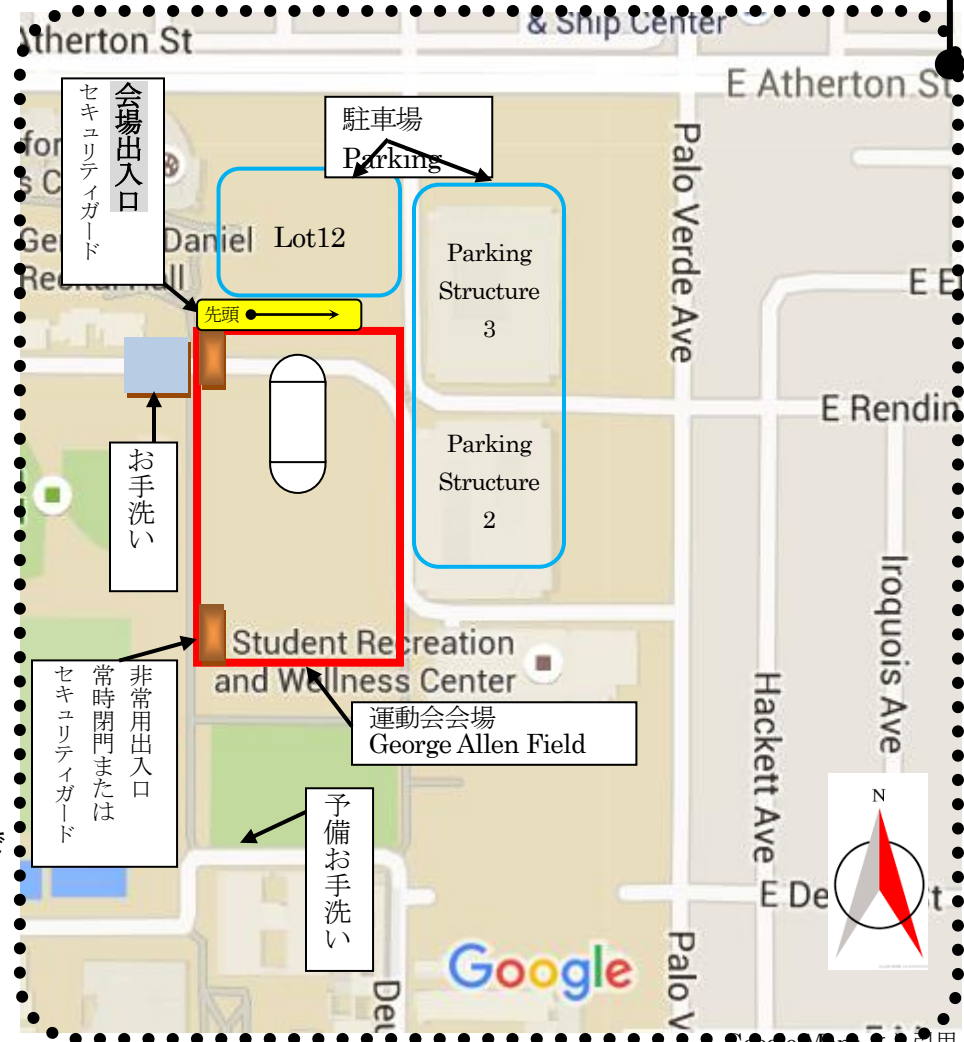 & Ship Center
Atherton St
E Atherton St
会場出入口
セキュリティガード
駐車場
Parking
Palo Verde Ave
Daniel
Lot12
Parking
Structure
3
先頭
E Rendin
Parking
Structure
2
お手洗い
Iroquois Ave
Student Recreation
and Wellness Center
非常用出入口
常時閉門または
セキュリティガード
運動会会場
George Allen Field
Hackett Ave
N
予備お手洗い
E De
Google
Palo V
Deu